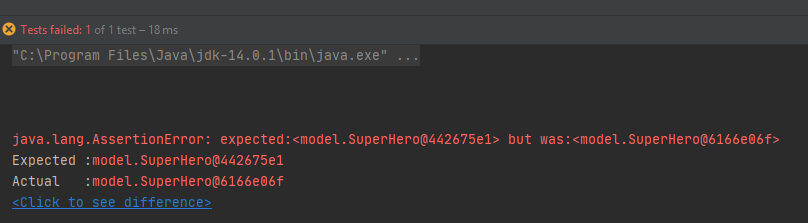 Tests failed: 1 of 1 test – 18 ms
"C:\Program Files\Java\jdk-14.0.1\bin\java.exe" ...
java.lang.AssertionError: expected:<model.SuperHero@442675e1> but was:<model.SuperHero@6166e06f>
Expected :model.SuperHero@442675e1
Actual   :model.SuperHero@6166e06f
<Click to see difference>